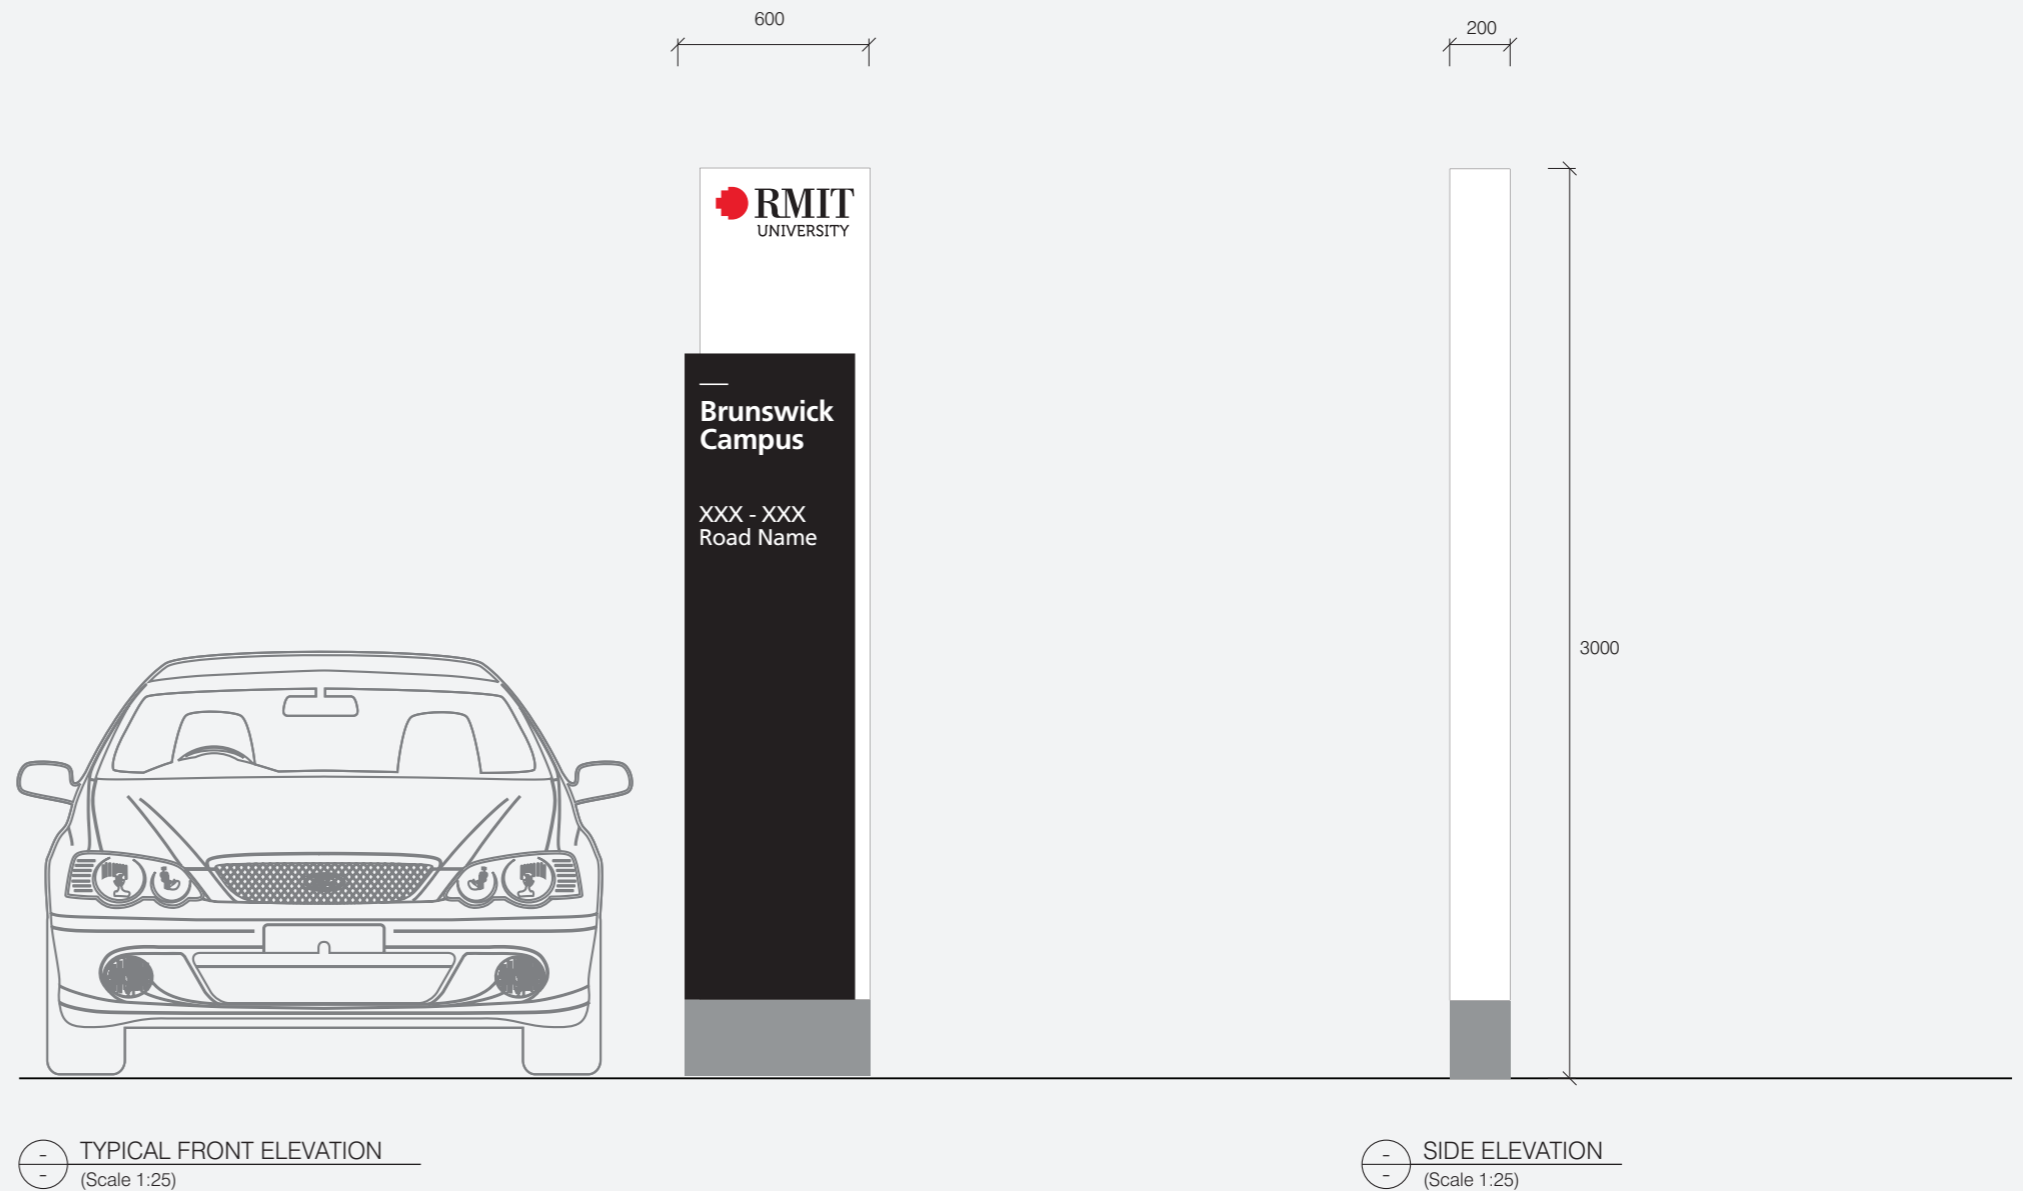 600
200
RMIT
UNIVERSITY
Brunswick
Campus
XXX - XXX
Road Name
3000
TYPICAL FRONT ELEVATION
(Scale 1:25)
SIDE ELEVATION
(Scale 1:25)